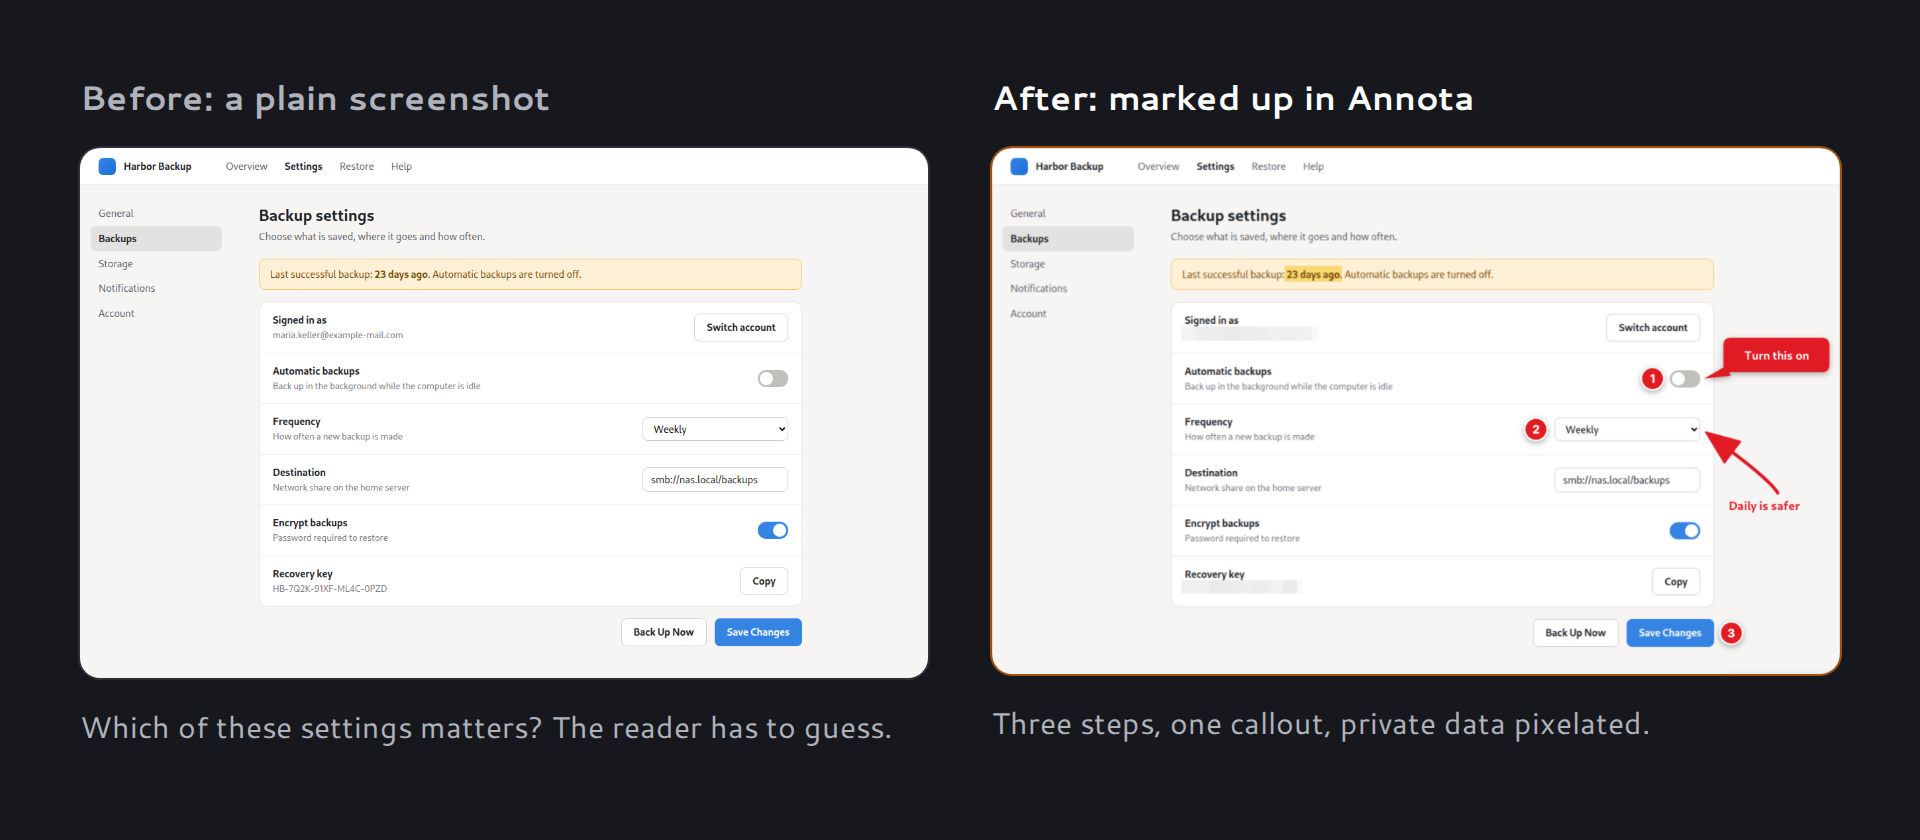 Before: a plain screenshot
Harbor Backup Overview Settings Restore Help
General
Backups
Storage
Notifications
Account
Backup settings
Choose what is saved, where it goes and how often.
Last successful backup: 23 days ago. Automatic backups are turned off.
Signed in as
maria.keller@example-mail.com
Switch account
Automatic backups
Back up in the background while the computer is idle
Frequency
How often a new backup is made
Weekly
Destination
Network share on the home server
smb://nas.local/backups
Encrypt backups
Password required to restore
Recovery key
HB-7Q2K-91XF-ML4C-0PZD
Copy
Back Up Now Save Changes
Which of these settings matters? The reader has to guess.
After: marked up in Annota
Harbor Backup Overview Settings Restore Help
General
Backups
Storage
Notifications
Account
Backup settings
Choose what is saved, where it goes and how often.
Last successful backup: 23 days ago. Automatic backups are turned off.
Signed in as
Switch account
Turn this on
Automatic backups
Back up in the background while the computer is idle
1
Frequency
How often a new backup is made
2
Weekly
Destination
Network share on the home server
smb://nas.local/backups
Daily is safer
Encrypt backups
Password required to restore
Recovery key
Copy
Back Up Now Save Changes 3
Three steps, one callout, private data pixelated.